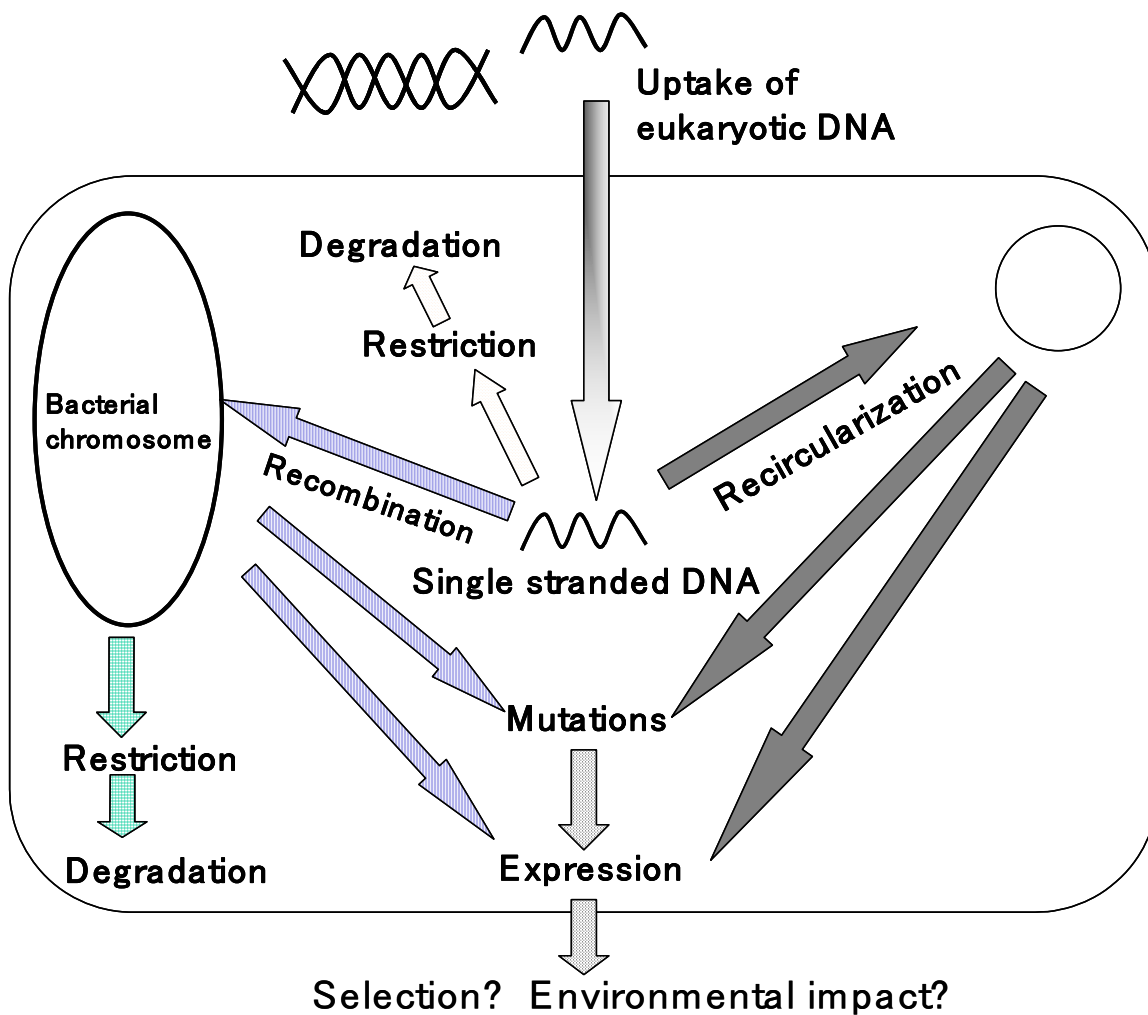 Uptake of
eukaryotic DNA
Degradation
Restriction
Bacterial
chromosome
Recombination
Recircularization
Single stranded DNA
Mutations
Restriction
Degradation
Expression
Selection? Environmental impact?